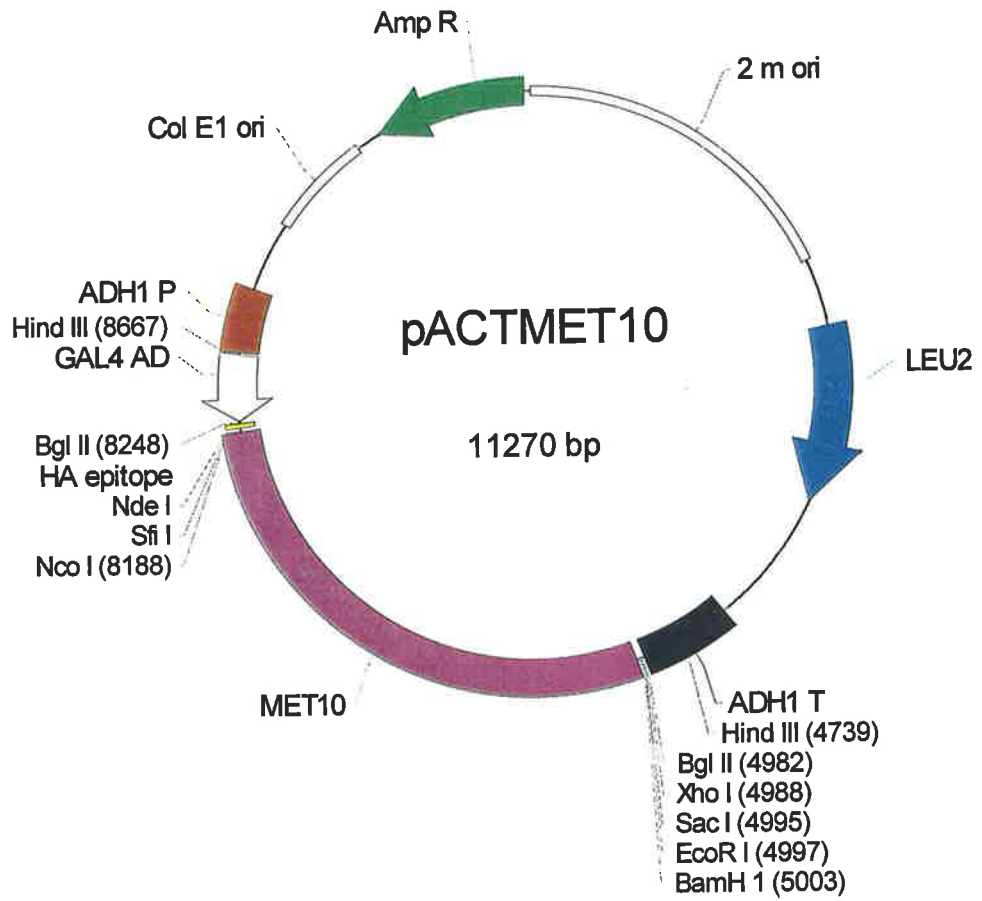 Amp R
2 m ori
Col E1 ori
ADH1 P
Hind III (8667)
GAL4 AD
pACTMET10
LEU2
11270 bp
Bgl II (8248)
HA epitope
Nde I
Sfi I
Nco I (8188)
MET10
ADH1 T
Hind III (4739)
Bgl II (4982)
Xho I (4988)
Sac I (4995)
EcoR I (4997)
BamH 1 (5003)